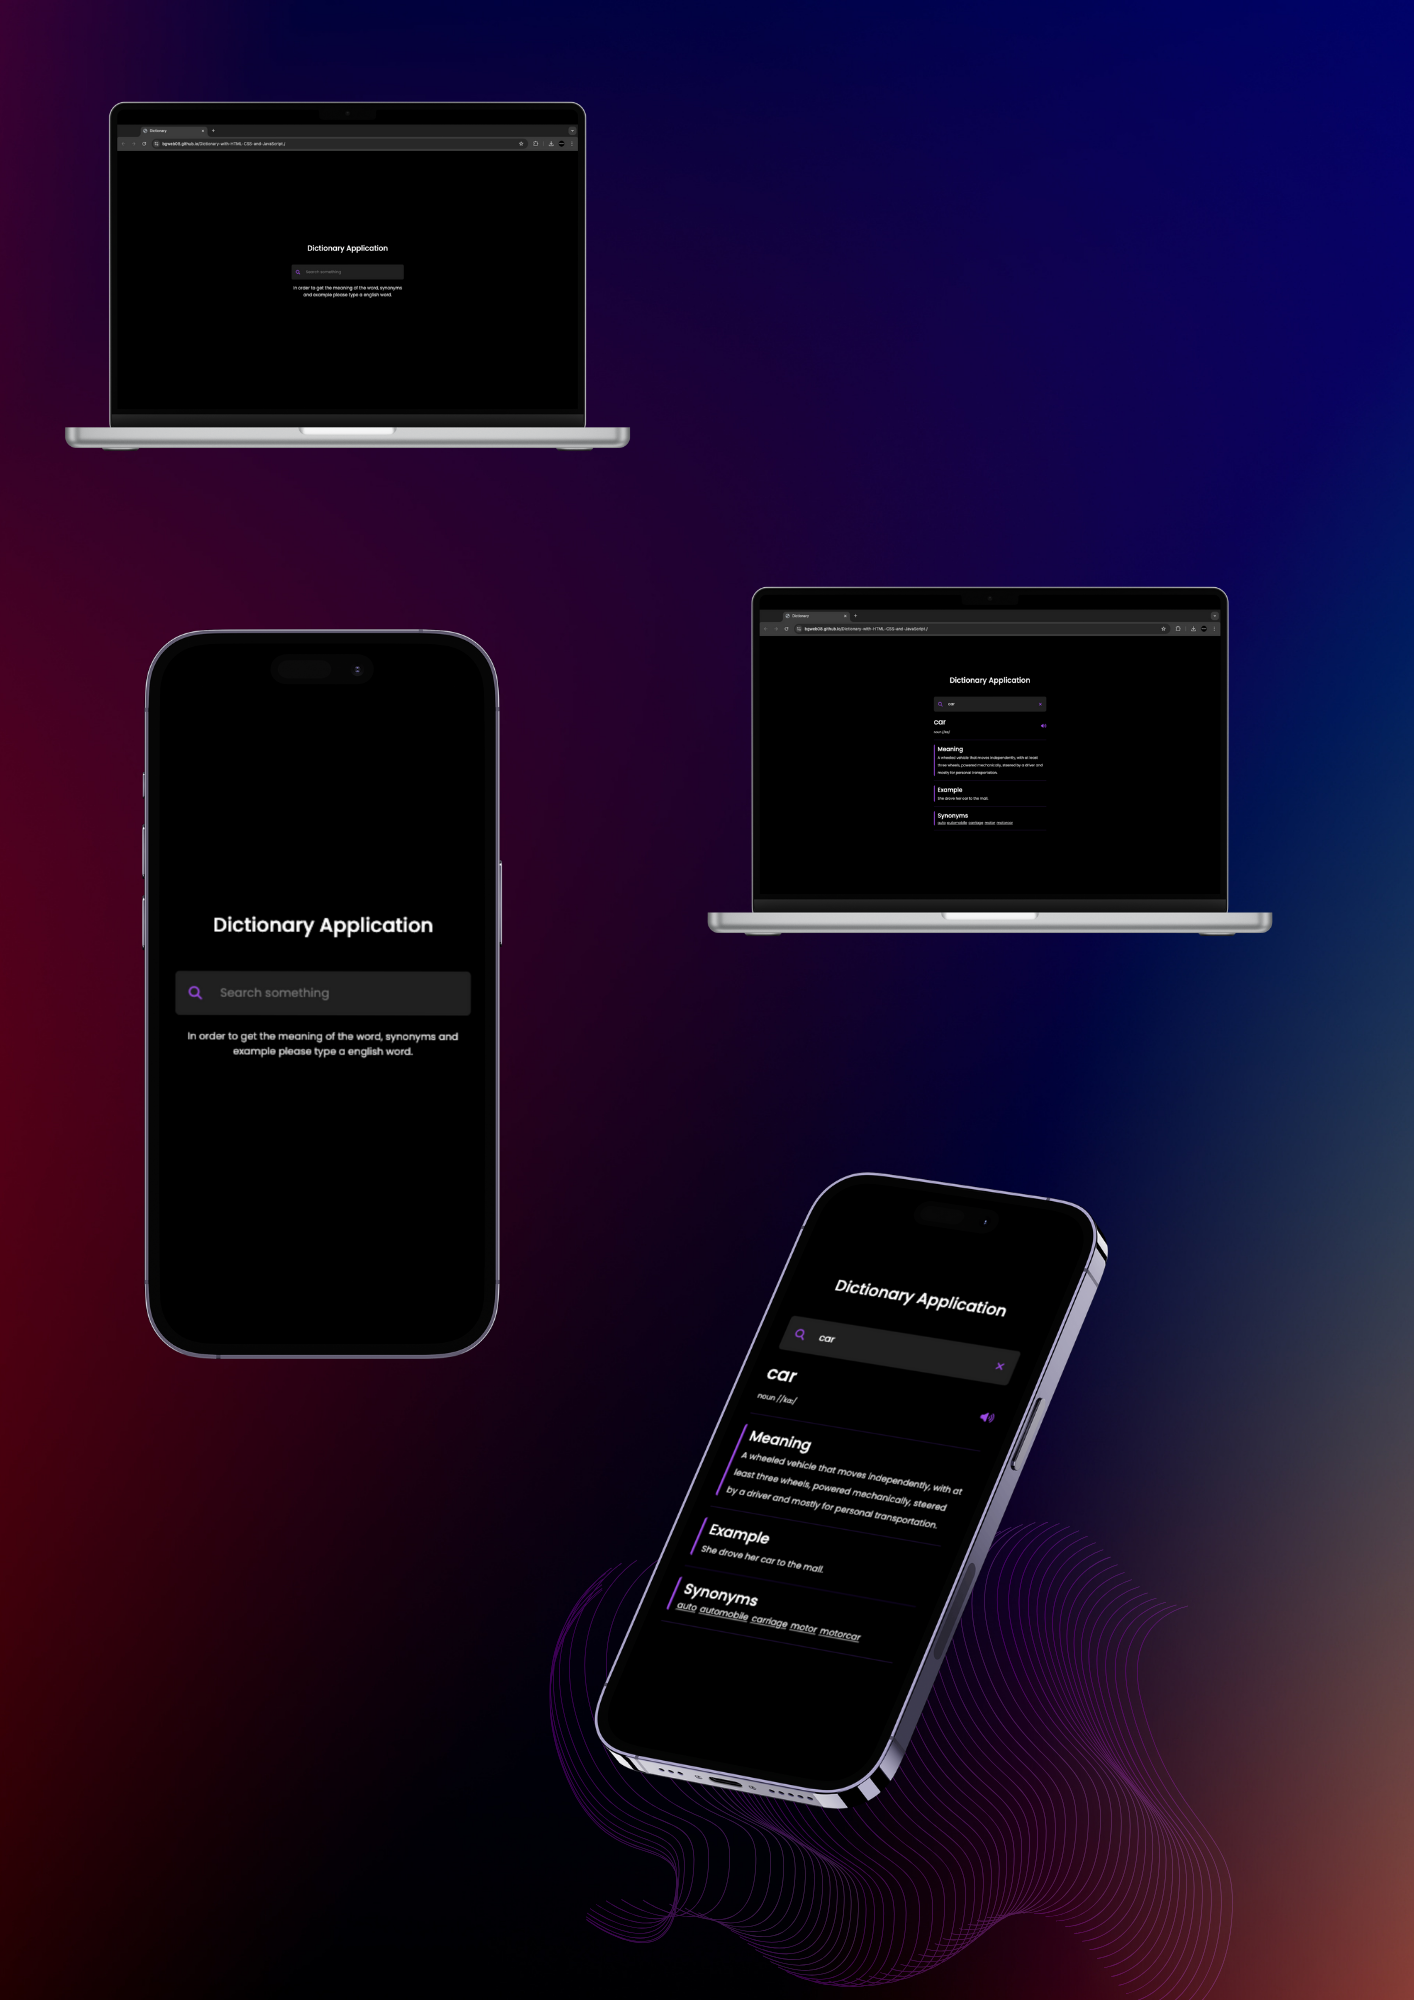 Dictionary
bgweb08.github.io/Dictionary-with-HTML-CSS-and-JavaScript./
Dictionary Application
Search something
In order to get the meaning of the word, synonyms
and example please type a english word.
Dictionary
bgweb08.github.io/Dictionary-with-HTML-CSS-and-JavaScript./
Dictionary Application
car
car
noun //kɑː/
Meaning
A wheeled vehicle that moves independently, with at least
three wheels, powered mechanically, steered by a driver and
mostly for personal transportation.
Example
She drove her car to the mall.
Synonyms
auto automobile carriage motor motorcar
Dictionary Application
Search something
In order to get the meaning of the word, synonyms and
example please type a english word.
Dictionary Application
car
car
noun //kɑː/
Meaning
A wheeled vehicle that moves independently, with at
least three wheels, powered mechanically, steered
by a driver and mostly for personal transportation.
Example
She drove her car to the mall.
Synonyms
auto automobile carriage motor motorcar